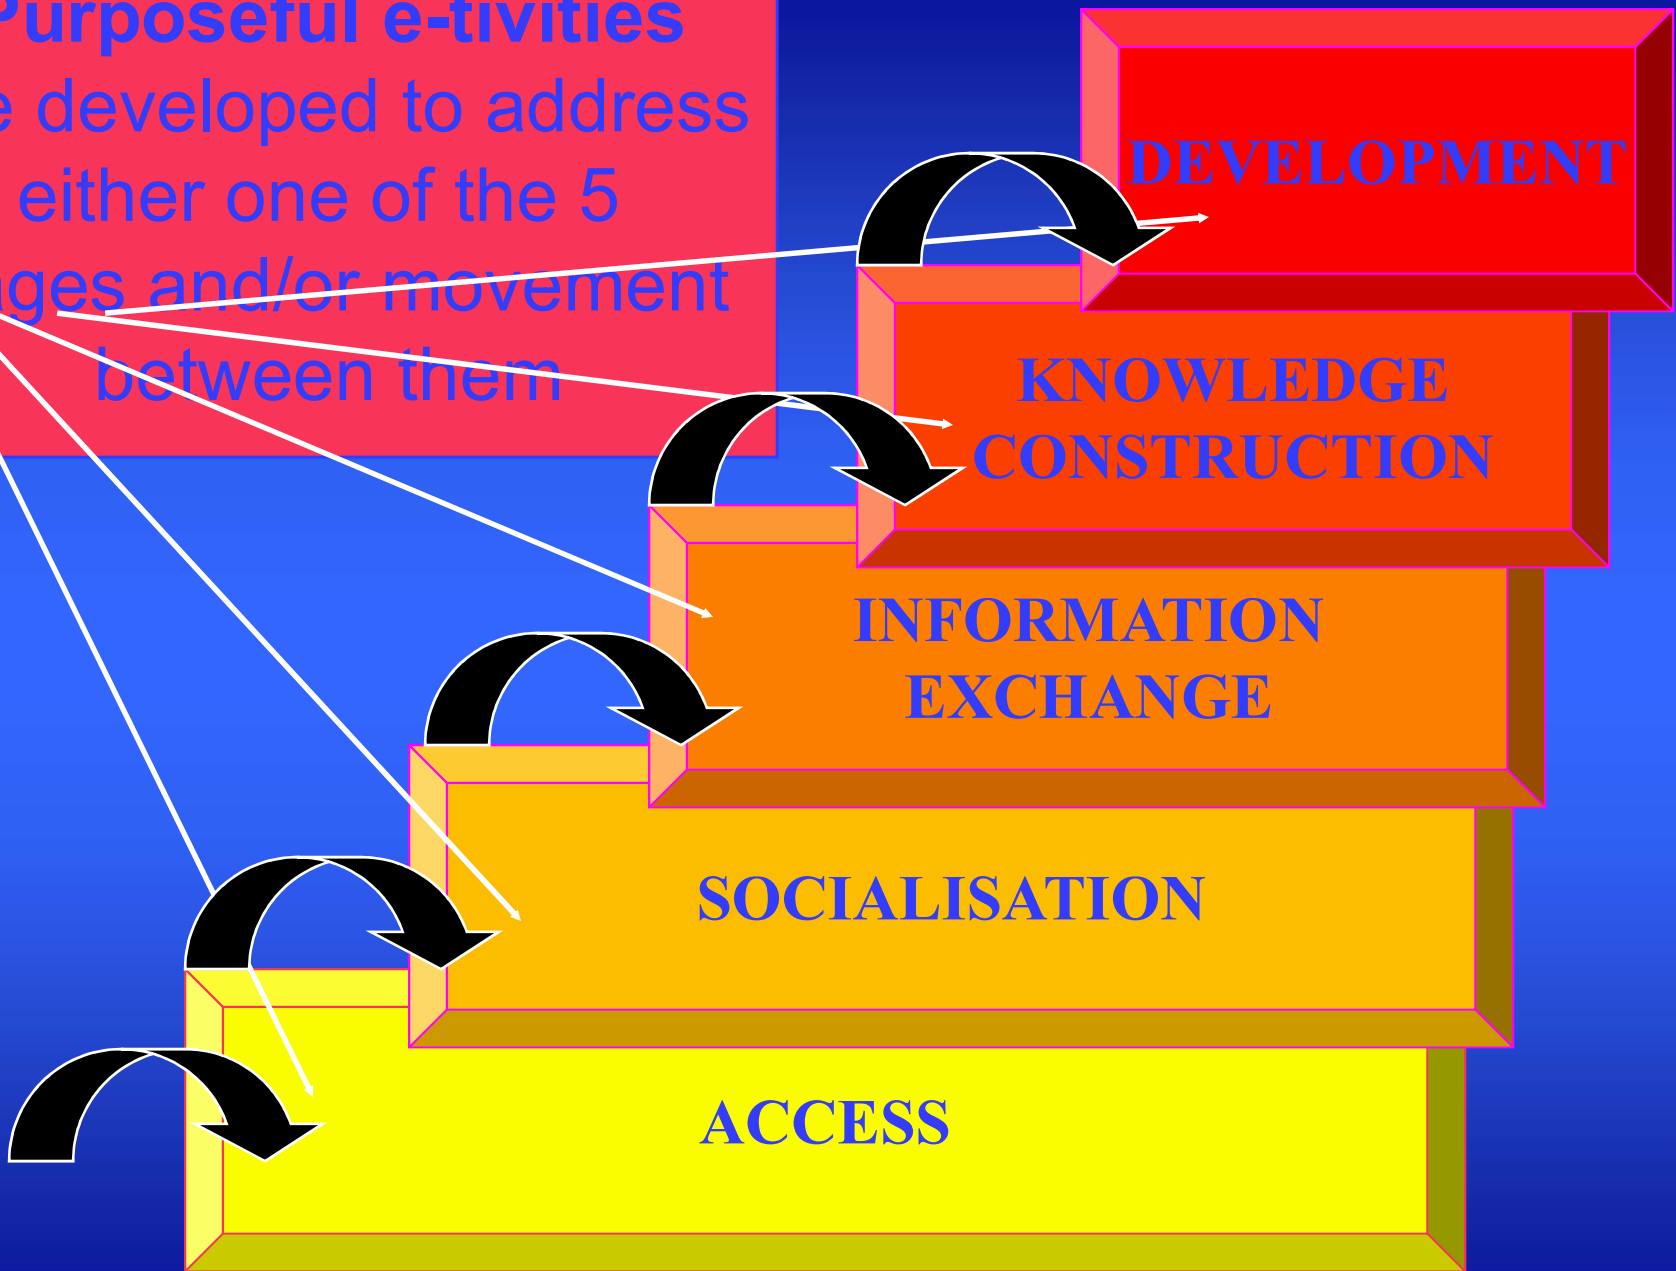 Purposeful e-tivities
developed to address
either one of the 5
and/or movement
between them
DEVELOPMENT
KNOWLEDGE
CONSTRUCTION
INFORMATION
EXCHANGE
SOCIALISATION
ACCESS